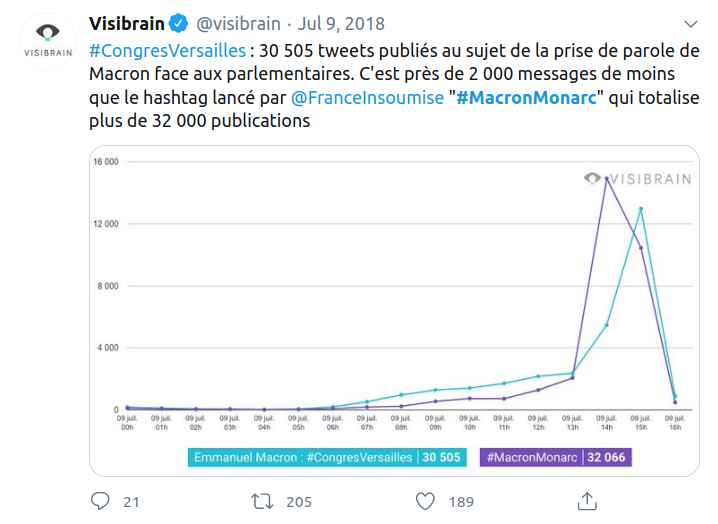 Visibrain @visibrain · Jul 9, 2018
VISIBRAIN
#CongresVersailles : 30 505 tweets publiés au sujet de la prise de parole de
Macron face aux parlementaires. C'est près de 2 000 messages de moins
que le hashtag lancé par @FranceInsoumise "#MacronMonarc" qui totalise
plus de 32 000 publications
16 000
VISIBRAIN
12 000
8 000
4 000
0
09 juil. 09 juil. 09 juil. 09 juil. 09 juil. 09 juil. 09 juil. 09 juil. 09 juil. 09 juil. 09 juil. 09 juil. 09 juil. 09 juil. 09 juil. 09 juil. 09 juil.
00h 01h 02h 03h 04h 05h 06h 07h 08h 09h 10h 11h 12h 13h 14h 15h 16h
Emmanuel Macron : #CongresVersailles | 30 505 #MacronMonarc | 32 066
21 205 189